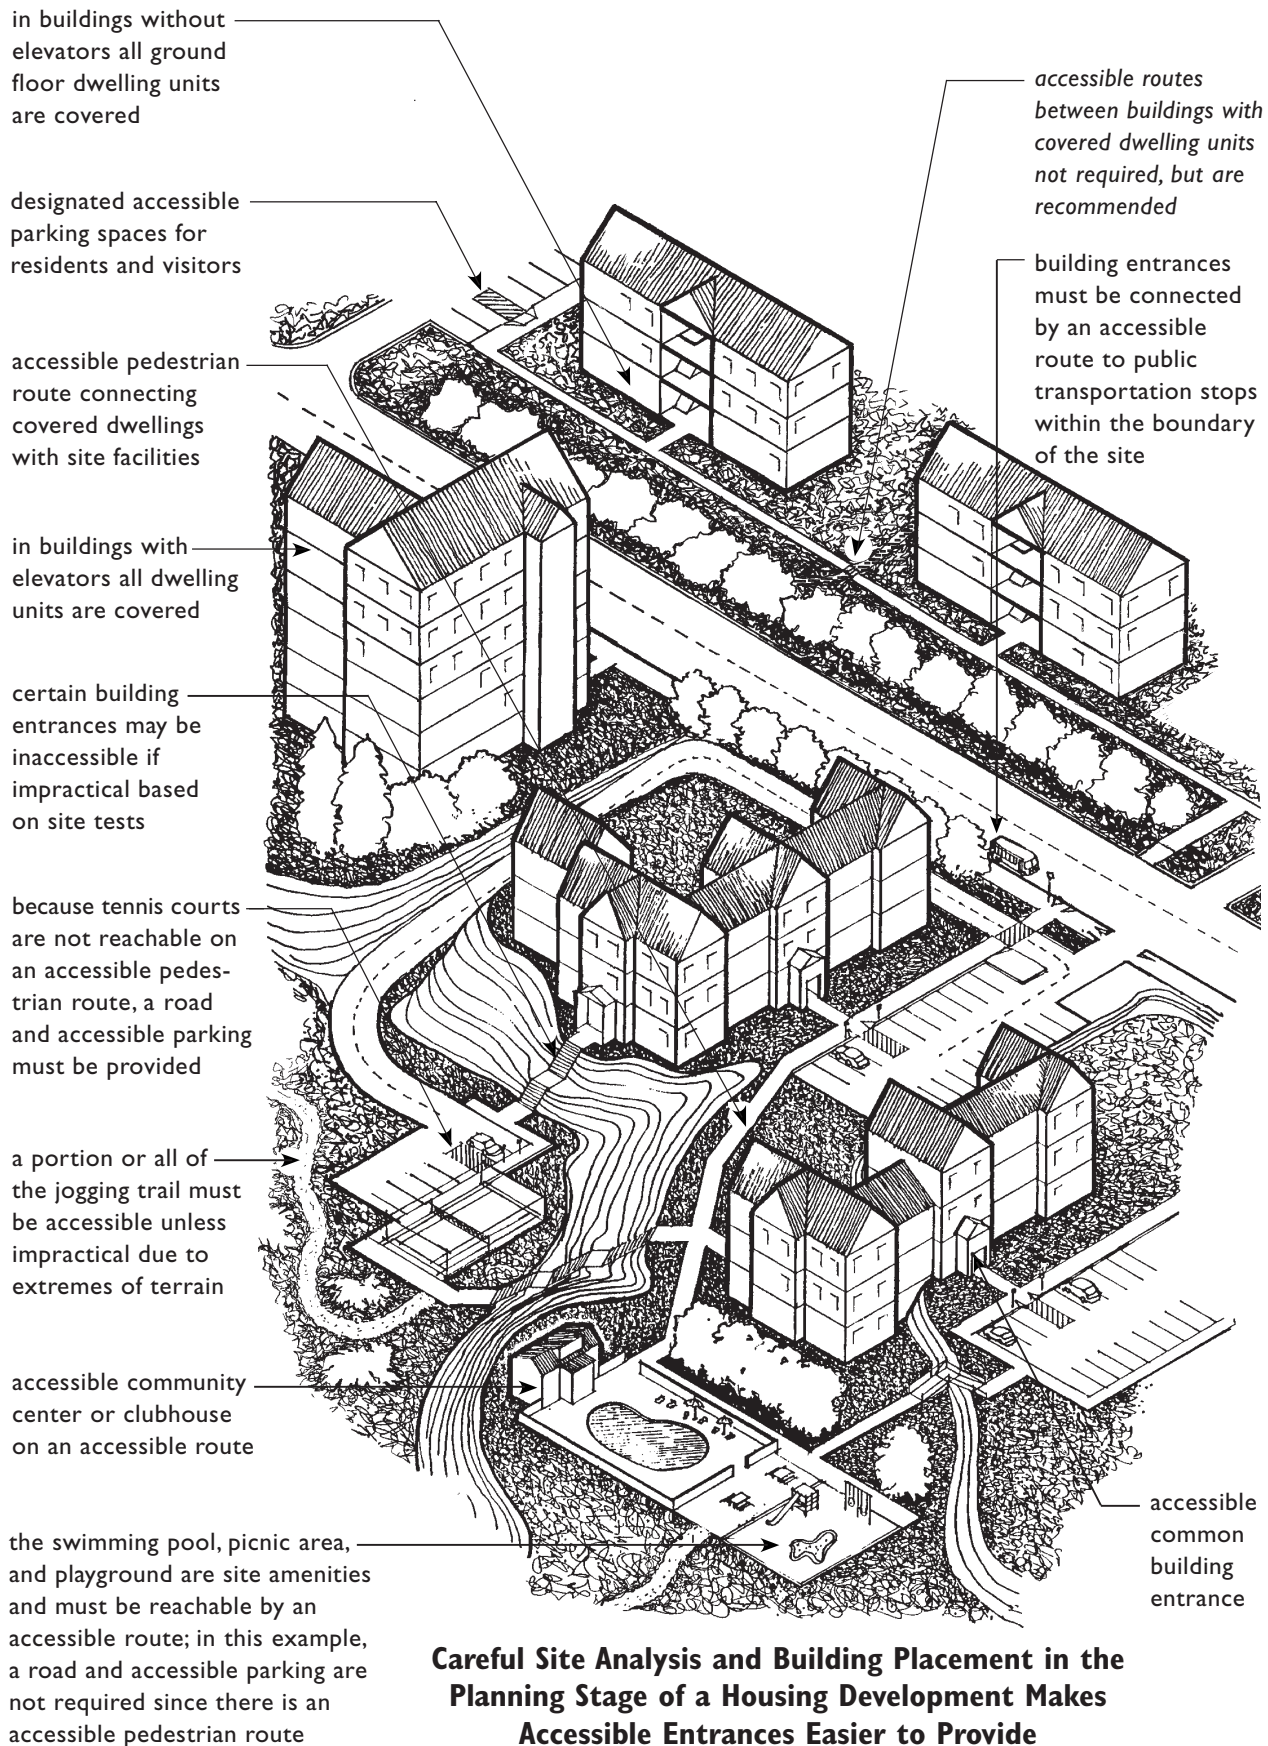 in buildings without
elevators all ground
floor dwelling units
are covered
designated accessible
parking spaces for
residents and visitors
accessible pedestrian
route connecting
covered dwellings
with site facilities
in buildings with
elevators all dwelling
units are covered
certain building
entrances may be
inaccessible if
impractical based
on site tests
because tennis courts
are not reachable on
an accessible pedes-
trian route, a road
and accessible parking
must be provided
a portion or all of
the jogging trail must
be accessible unless
impractical due to
extremes of terrain
accessible community
center or clubhouse
on an accessible route
the swimming pool, picnic area,
and playground are site amenities
and must be reachable by an
accessible route; in this example,
a road and accessible parking are
not required since there is an
accessible pedestrian route
accessible routes
between buildings with
covered dwelling units
not required, but are
recommended
building entrances
must be connected
by an accessible
route to public
transportation stops
within the boundary
of the site
accessible
common
building
entrance
Careful Site Analysis and Building Placement in the
Planning Stage of a Housing Development Makes
Accessible Entrances Easier to Provide